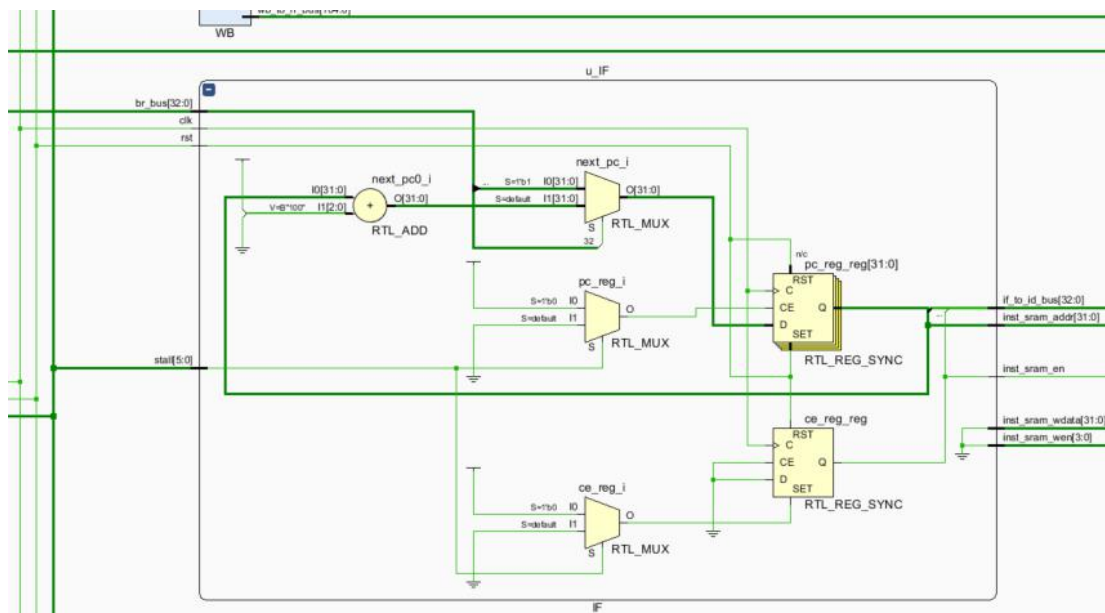 WB
u_IF
br_bus[32:0]
clk
rst
next_pc0_i
I0[31:0]
V=B"100"
I1[2:0]
O[31:0]
+
RTL_ADD
next_pc_i
S=1'b1
I0[31:0]
S=default
I1[31:0]
O[31:0]
S
RTL_MUX
32
pc_reg_i
S=1'b0
I0
S=default
I1
O
S
RTL_MUX
n/c
pc_reg_reg[31:0]
RST
C
CE
Q
D
SET
RTL_REG_SYNC
if_to_id_bus[32:0]
inst_sram_addr[31:0]
stall[5:0]
inst_sram_en
ce_reg_reg
RST
C
CE
Q
D
SET
RTL_REG_SYNC
inst_sram_wdata[31:0]
inst_sram_wen[3:0]
ce_reg_i
S=1'b0
I0
S=default
I1
O
S
RTL_MUX
IF